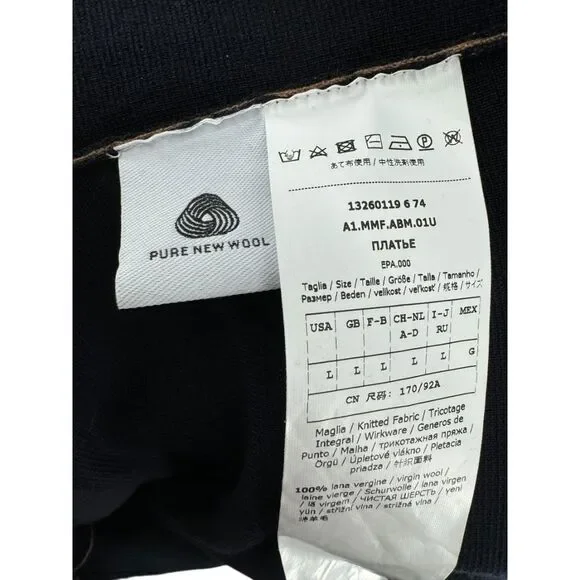 PURE NEW WOOL
あて布使用 / 中性洗剤使用
13260119 6 74
A1.MMF.ABM.01U
ПЛАТЬЕ
EPA.000
Taglia / Size / Taille / Größe / Talla / Tamanho /
Размер / Beden / velikost / veľkosť / 规格 / サイズ
USA GB F-B CH-NL I-J MEX
A-D RU
L L L L L G
CN 尺码: 170/92A
Maglia / Knitted Fabric / Tricotage
Integral / Wirkware / Generos de
Punto / Malha / трикотажная пряжа /
Örgü / Úpletové vlákno / Pletacia
priadza / 针织面料
100% lana vergine / virgin wool /
laine vierge / Schurwolle / lana virgen
/ lã / ЧИСТАЯ ШЕРСТЬ / yeni
yün / strižní vlna / strižná vlna /
绵羊毛